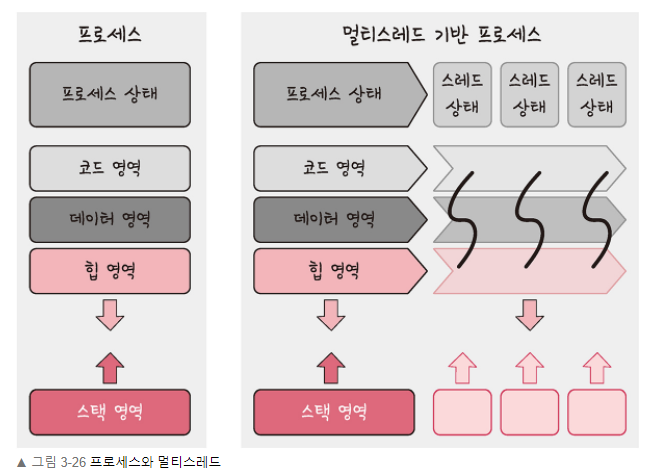 프로세스
멀티스레드 기반 프로세스
프로세스 상태
프로세스 상태
스레드
상태
스레드
상태
스레드
상태
코드 영역
코드 영역
데이터 영역
데이터 영역
힙 영역
힙 영역
스택 영역
스택 영역
▲ 그림 3-26 프로세스와 멀티스레드